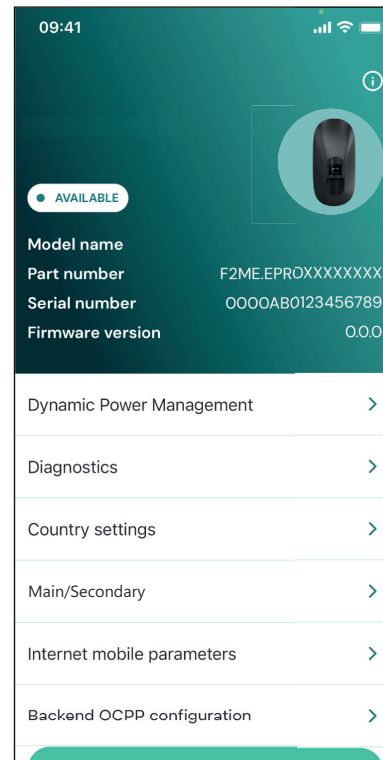 09:41
AVAILABLE
Model name
Part number F2ME.EPROXXXXXXXX
Serial number 0000AB0123456789
Firmware version 0.0.0
Dynamic Power Management
Diagnostics
Country settings
Main/Secondary
Internet mobile parameters
Backend OCPP configuration